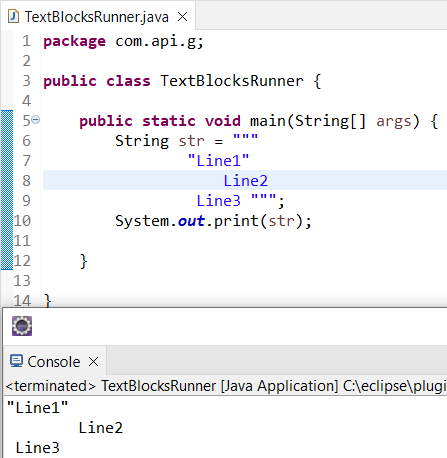 TextBlocksRunner.java
1 package com.api.g;
2
3 public class TextBlocksRunner {
4
5     public static void main(String[] args) {
6         String str = """
7                 "Line1"
8                     Line2
9                  Line3 """;
10         System.out.print(str);
11
12     }
13
14 }
Console
<terminated> TextBlocksRunner [Java Application] C:\eclipse\plugi
"Line1"
        Line2
 Line3